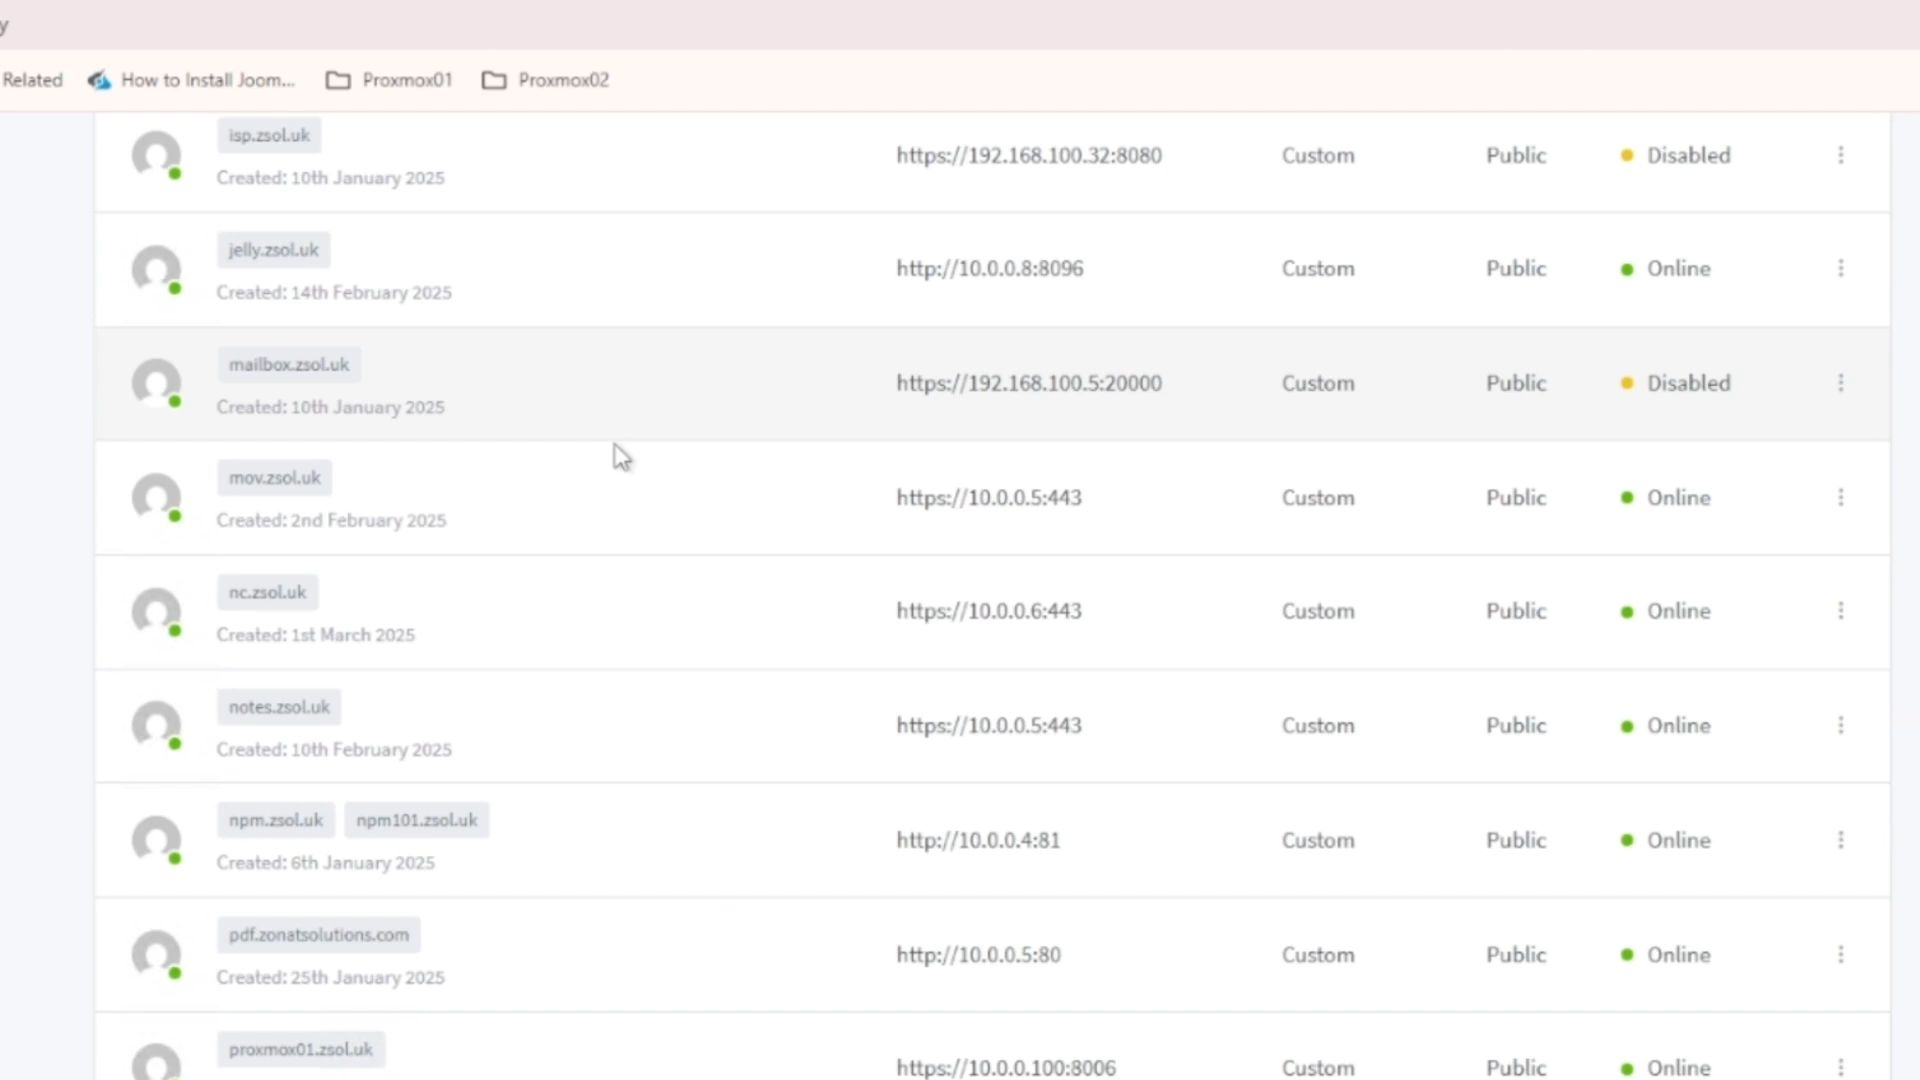 y
Related How to Install Joom... Proxmox01 Proxmox02
isp.zsol.uk
Created: 10th January 2025
https://192.168.100.32:8080 Custom Public Disabled
jelly.zsol.uk
Created: 14th February 2025
http://10.0.0.8:8096 Custom Public Online
mailbox.zsol.uk
Created: 10th January 2025
https://192.168.100.5:20000 Custom Public Disabled
mov.zsol.uk
Created: 2nd February 2025
https://10.0.0.5:443 Custom Public Online
nc.zsol.uk
Created: 1st March 2025
https://10.0.0.6:443 Custom Public Online
notes.zsol.uk
Created: 10th February 2025
https://10.0.0.5:443 Custom Public Online
npm.zsol.uk npm101.zsol.uk
Created: 6th January 2025
http://10.0.0.4:81 Custom Public Online
pdf.zonatsolutions.com
Created: 25th January 2025
http://10.0.0.5:80 Custom Public Online
proxmox01.zsol.uk
https://10.0.0.100:8006 Custom Public Online